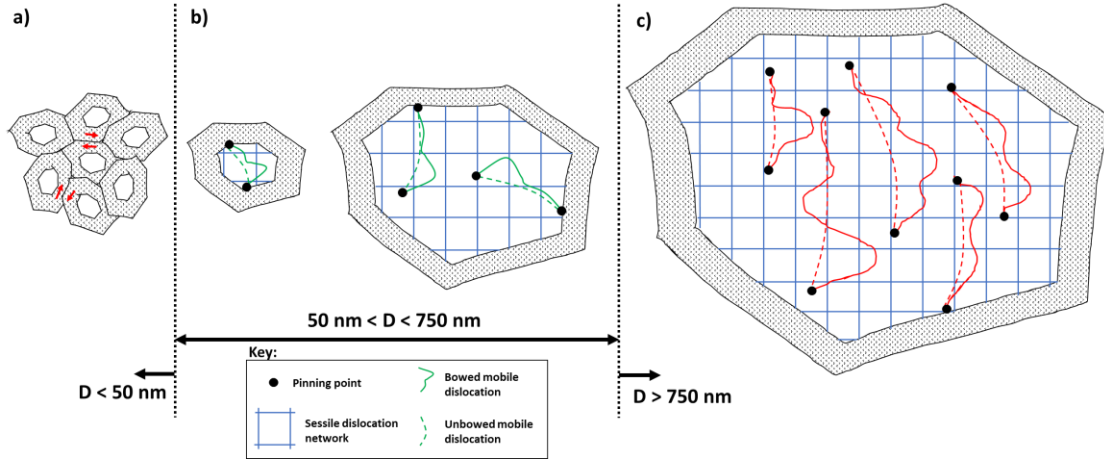 a)
b)
c)
50 nm < D < 750 nm
D < 50 nm
D > 750 nm
Key:
Pinning point
Bowed mobile
dislocation
Sessile dislocation
network
Unbowed mobile
dislocation